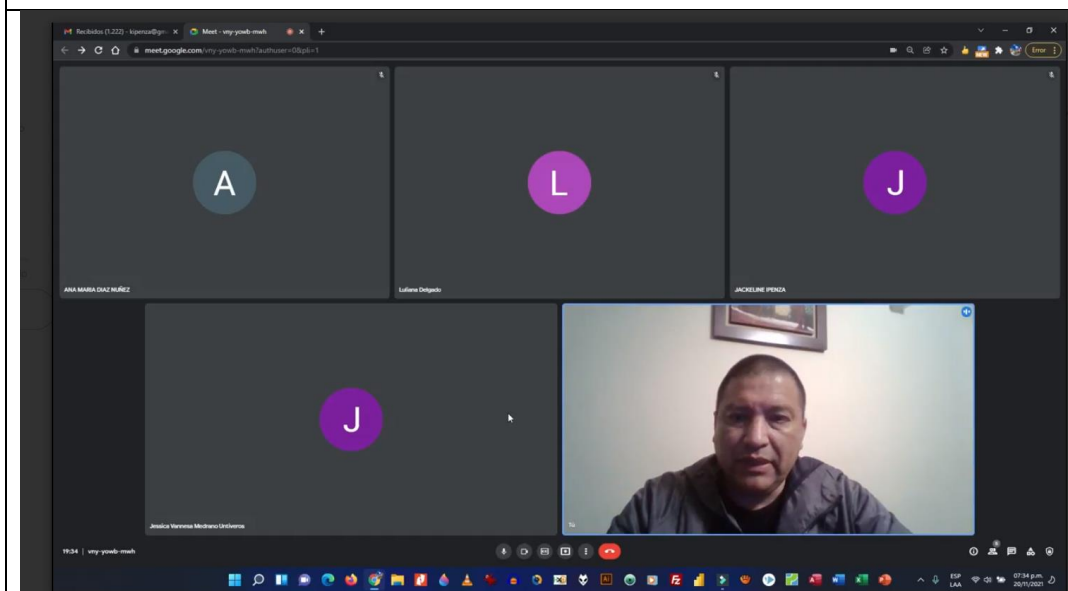 Recibidos (1.222) - kipenza@gm
Meet - vny-yowb-mwh
meet.google.com/vny-yowb-mwh?authuser=0&pli=1
Error
A
L
J
ANA MARIA DIAZ NUÑEZ
Luliana Delgado
JACKELINE IPENZA
J
Jessica Vannesa Medrano Untiveros
Tú
19:34 | vny-yowb-mwh
ESP
LAA
07:34 p.m.
20/11/2021